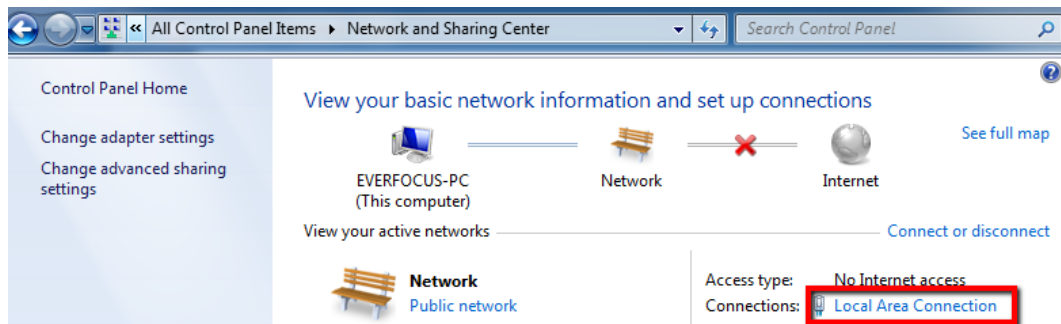 « All Control Panel Items ▸ Network and Sharing Center
Search Control Panel
Control Panel Home
Change adapter settings
Change advanced sharing
settings
View your basic network information and set up connections
See full map
EVERFOCUS-PC
(This computer)
Network
Internet
View your active networks
Connect or disconnect
Network
Public network
Access type: No Internet access
Connections: Local Area Connection